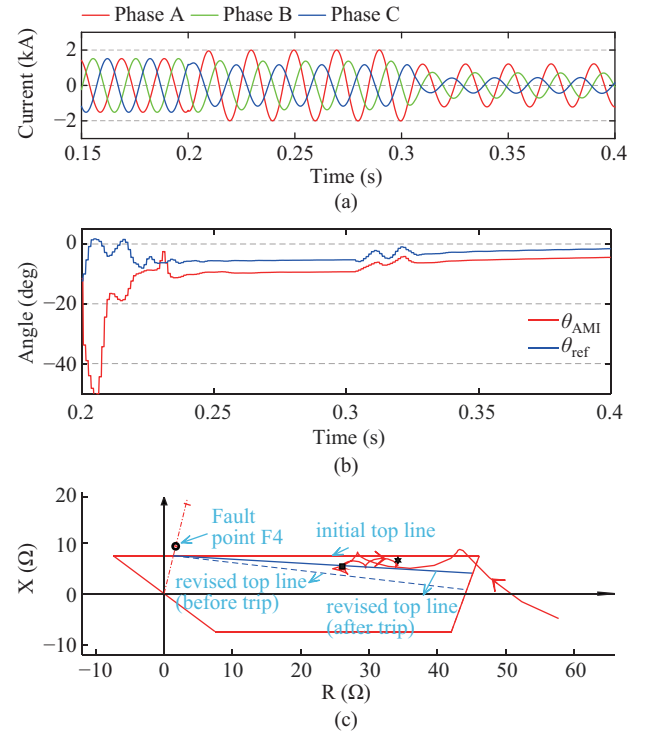 Phase A Phase B Phase C
Current (kA)
2
0
−2
0.15 0.2 0.25 0.3 0.35 0.4
Time (s)
(a)
Angle (deg)
0
−20
−40
θAMI
θref
0.2 0.25 0.3 0.35 0.4
Time (s)
(b)
X (Ω)
20
10
0
−10
Fault
point F4
initial top line
revised top line
(before trip)
revised top line
(after trip)
−10 0 10 20 30 40 50 60
R (Ω)
(c)